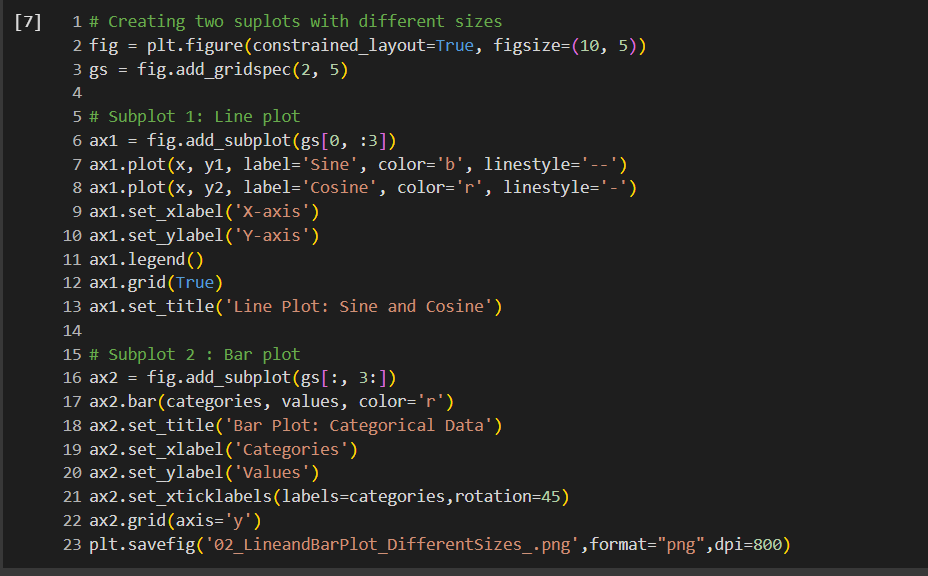 [7] 1 # Creating two suplots with different sizes
2 fig = plt.figure(constrained_layout=True, figsize=(10, 5))
3 gs = fig.add_gridspec(2, 5)
4
5 # Subplot 1: Line plot
6 ax1 = fig.add_subplot(gs[0, :3])
7 ax1.plot(x, y1, label='Sine', color='b', linestyle='--')
8 ax1.plot(x, y2, label='Cosine', color='r', linestyle='-')
9 ax1.set_xlabel('X-axis')
10 ax1.set_ylabel('Y-axis')
11 ax1.legend()
12 ax1.grid(True)
13 ax1.set_title('Line Plot: Sine and Cosine')
14
15 # Subplot 2 : Bar plot
16 ax2 = fig.add_subplot(gs[:, 3:])
17 ax2.bar(categories, values, color='r')
18 ax2.set_title('Bar Plot: Categorical Data')
19 ax2.set_xlabel('Categories')
20 ax2.set_ylabel('Values')
21 ax2.set_xticklabels(labels=categories,rotation=45)
22 ax2.grid(axis='y')
23 plt.savefig('02_LineandBarPlot_DifferentSizes_.png',format="png",dpi=800)